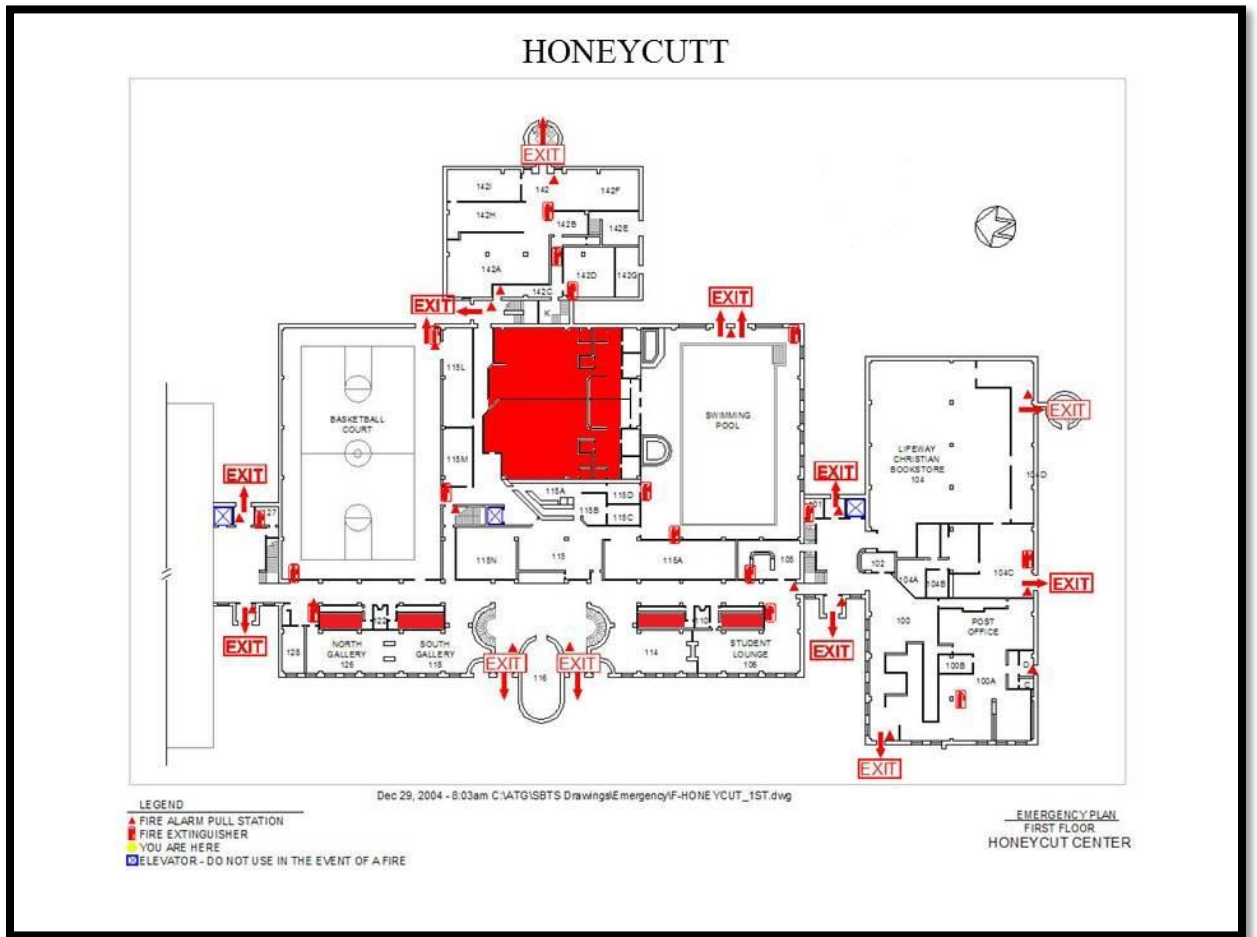 HONEYCUTT
EXIT
142I
142
142F
142H
142B
142E
142A
142D
142G
142C
EXIT
EXIT
K
115L
BASKETBALL
COURT
SWIMMING
POOL
EXIT
LIFEWAY
CHRISTIAN
BOOKSTORE
104
104D
115M
EXIT
EXIT
115A
115D
115B
115C
127
101
115N
115
115A
105
102
104A
104B
104C
EXIT
122
110
100
POST
OFFICE
EXIT
128
NORTH
GALLERY
126
SOUTH
GALLERY
118
EXIT
116
EXIT
114
STUDENT
LOUNGE
106
EXIT
100B
100A
D
C
EXIT
Dec 29, 2004 - 8:03am C:\ATG\SBTS Drawings\Emergency\F-HONEYCUT_1ST.dwg
LEGEND
FIRE ALARM PULL STATION
FIRE EXTINGUISHER
YOU ARE HERE
ELEVATOR - DO NOT USE IN THE EVENT OF A FIRE
EMERGENCY PLAN
FIRST FLOOR
HONEYCUT CENTER